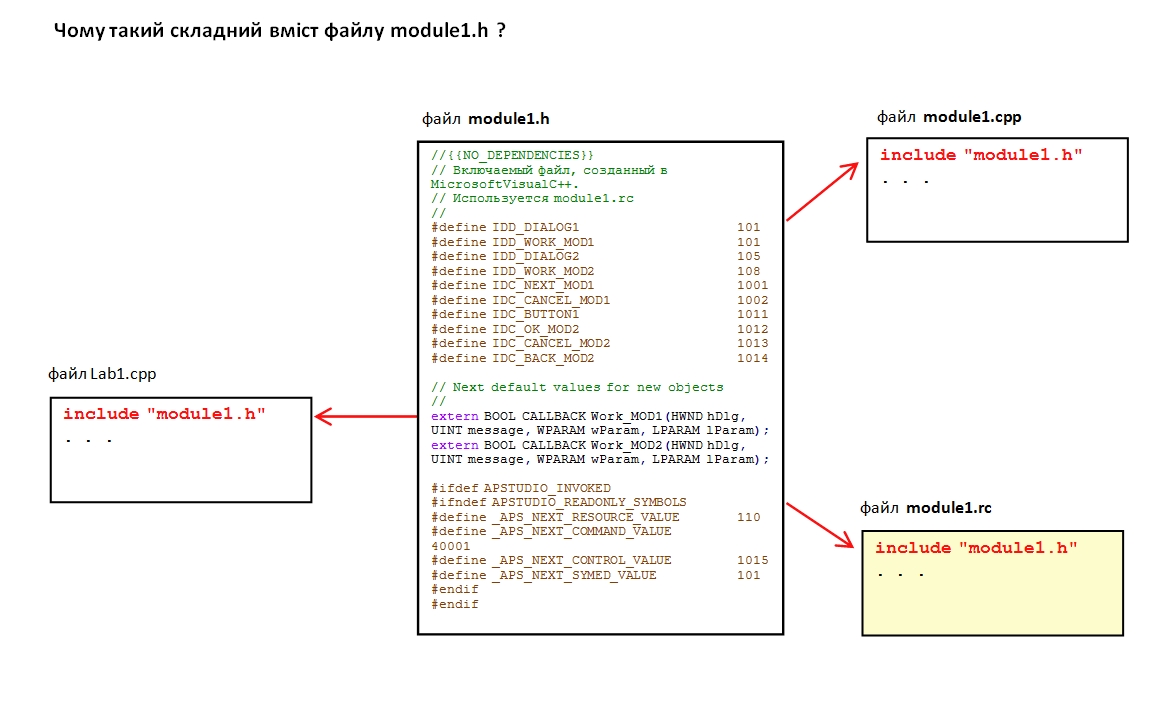 Чому такий складний вміст файлу module1.h ?
файл module1.h
//{{NO_DEPENDENCIES}}
// Включаемый файл, созданный в
MicrosoftVisualC++.
// Используется module1.rc
//
#define IDD_DIALOG1 101
#define IDD_WORK_MOD1 101
#define IDD_DIALOG2 105
#define IDD_WORK_MOD2 108
#define IDC_NEXT_MOD1 1001
#define IDC_CANCEL_MOD1 1002
#define IDC_BUTTON1 1011
#define IDC_OK_MOD2 1012
#define IDC_CANCEL_MOD2 1013
#define IDC_BACK_MOD2 1014
// Next default values for new objects
//
extern BOOL CALLBACK Work_MOD1(HWND hDlg,
UINT message, WPARAM wParam, LPARAM lParam);
extern BOOL CALLBACK Work_MOD2(HWND hDlg,
UINT message, WPARAM wParam, LPARAM lParam);
#ifdef APSTUDIO_INVOKED
#ifndef APSTUDIO_READONLY_SYMBOLS
#define _APS_NEXT_RESOURCE_VALUE 110
#define _APS_NEXT_COMMAND_VALUE
40001
#define _APS_NEXT_CONTROL_VALUE 1015
#define _APS_NEXT_SYMED_VALUE 101
#endif
#endif
файл module1.cpp
include "module1.h"
. . .
файл Lab1.cpp
include "module1.h"
. . .
файл module1.rc
include "module1.h"
. . .